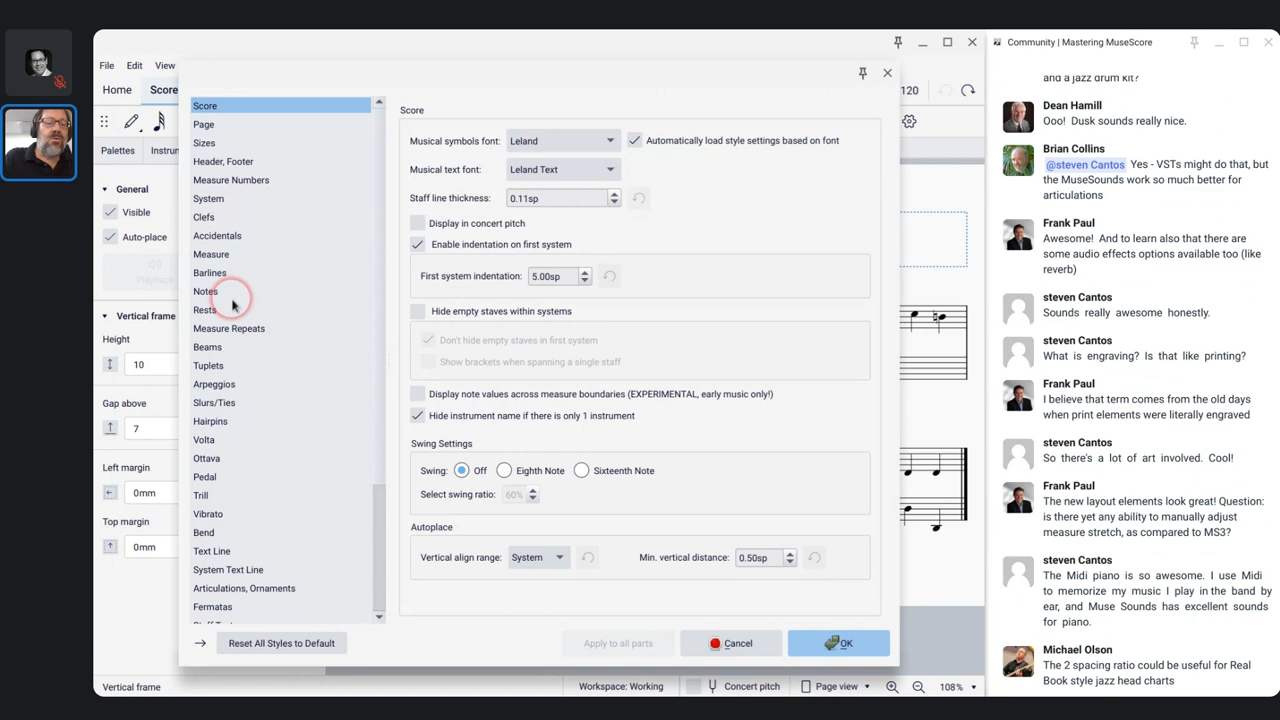 Community | Mastering MuseScore
File Edit View
Home Score
120
Palettes Instrum
General
Visible
Auto-place
Playback
Vertical frame
Height
10
Gap above
7
Left margin
0mm
Top margin
0mm
Vertical frame
Score
Page
Sizes
Header, Footer
Measure Numbers
System
Clefs
Accidentals
Measure
Barlines
Notes
Rests
Measure Repeats
Beams
Tuplets
Arpeggios
Slurs/Ties
Hairpins
Volta
Ottava
Pedal
Trill
Vibrato
Bend
Text Line
System Text Line
Articulations, Ornaments
Fermatas
Score
Musical symbols font: Leland Automatically load style settings based on font
Musical text font: Leland Text
Staff line thickness: 0.11sp
Display in concert pitch
Enable indentation on first system
First system indentation: 5.00sp
Hide empty staves within systems
Don't hide empty staves in first system
Show brackets when spanning a single staff
Display note values across measure boundaries (EXPERIMENTAL, early music only!)
Hide instrument name if there is only 1 instrument
Swing Settings
Swing: Off Eighth Note Sixteenth Note
Select swing ratio: 60%
Autoplace
Vertical align range: System Min. vertical distance: 0.50sp
Reset All Styles to Default Apply to all parts Cancel OK
Workspace: Working Concert pitch Page view 108%
and a jazz drum kit?
Dean Hamill
Ooo! Dusk sounds really nice.
Brian Collins
@steven Cantos Yes - VSTs might do that, but
the MuseSounds work so much better for
articulations
Frank Paul
Awesome! And to learn also that there are
some audio effects options available too (like
reverb)
steven Cantos
Sounds really awesome honestly.
steven Cantos
What is engraving? Is that like printing?
Frank Paul
I believe that term comes from the old days
when print elements were literally engraved
steven Cantos
So there's a lot of art involved. Cool!
Frank Paul
The new layout elements look great! Question:
is there yet any ability to manually adjust
measure stretch, as compared to MS3?
steven Cantos
The Midi piano is so awesome. I use Midi
to memorize my music I play in the band by
ear, and Muse Sounds has excellent sounds
for piano.
Michael Olson
The 2 spacing ratio could be useful for Real
Book style jazz head charts